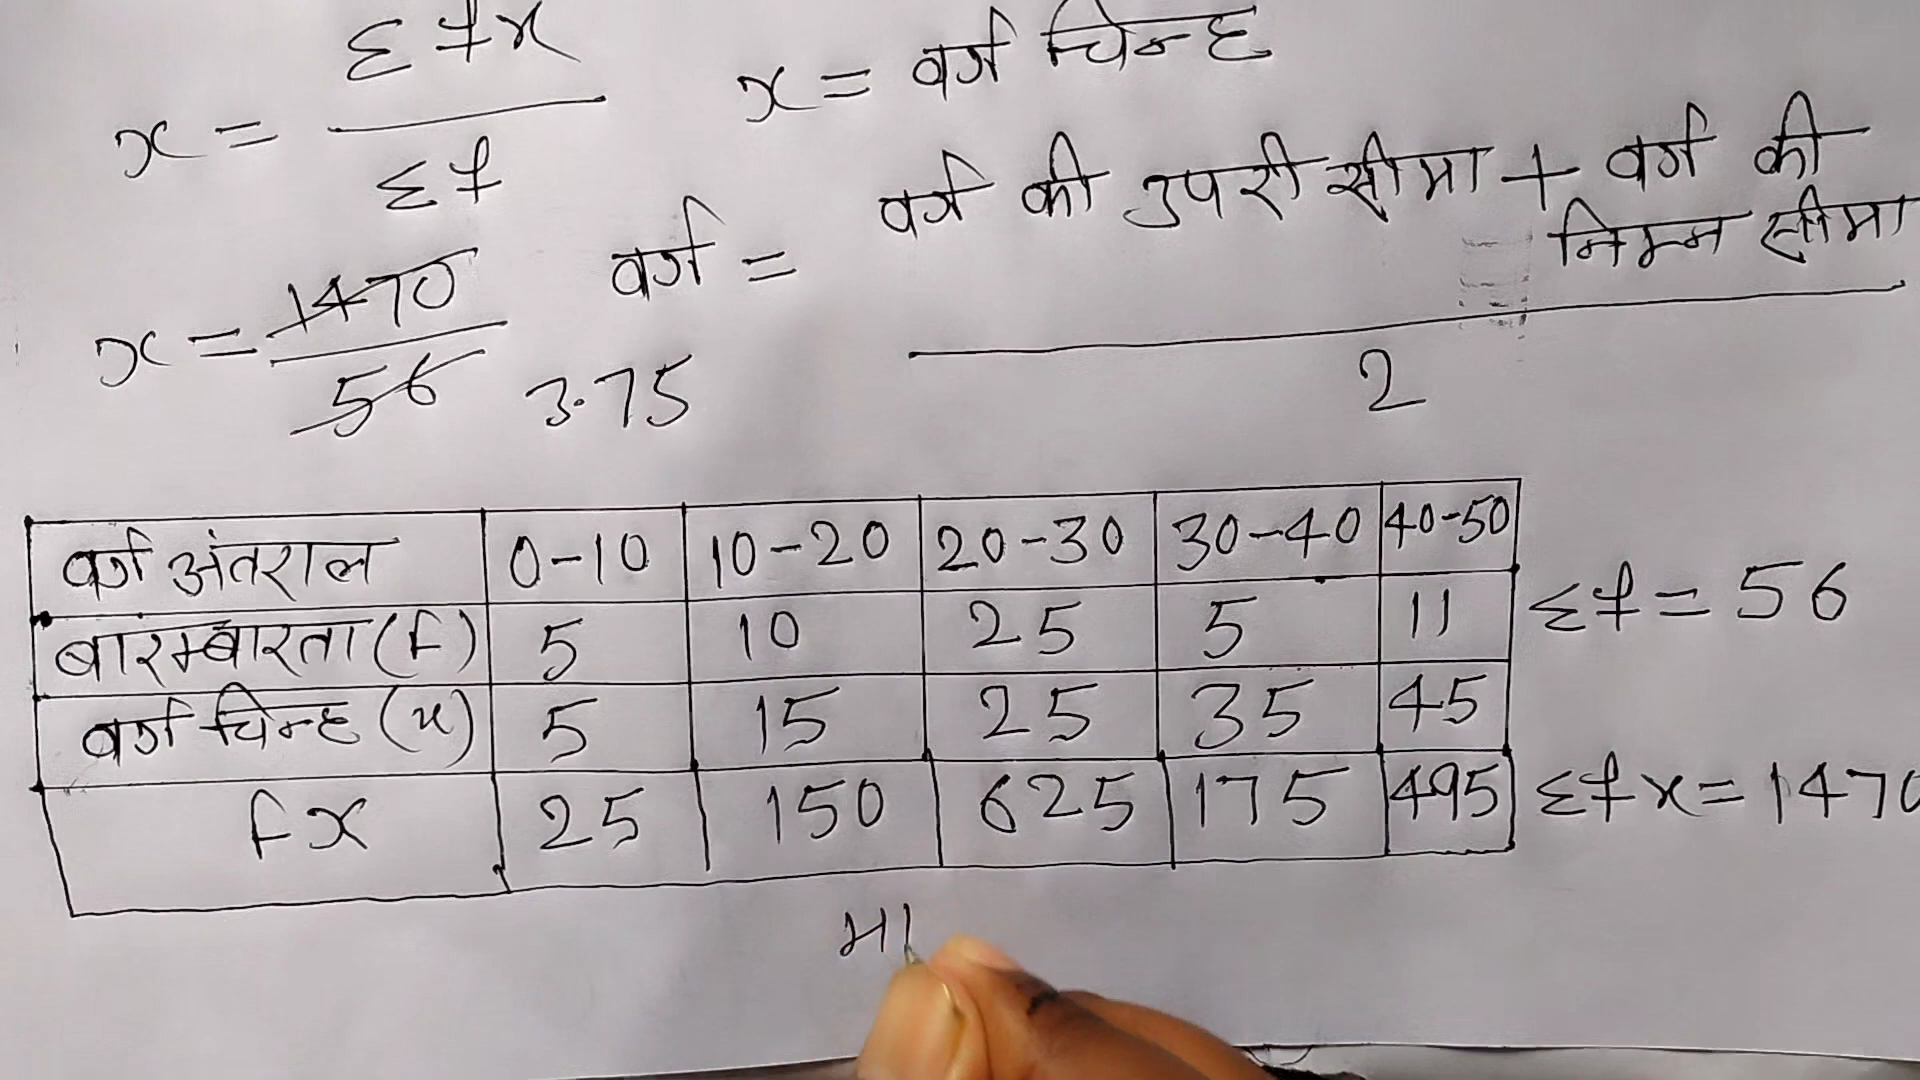 x = Σfx / Σf
x = वर्ग चिन्ह
वर्ग = वर्ग की उपरी सीमा + वर्ग की निम्न सीमा / 2
x = 1470 / 56 3.75
वर्ग अंतराल 0-10 10-20 20-30 30-40 40-50
बारम्बारता (f) 5 10 25 5 11 Σf = 56
वर्ग चिन्ह (x) 5 15 25 35 45
fx 25 150 625 175 495 Σfx = 1470
मा